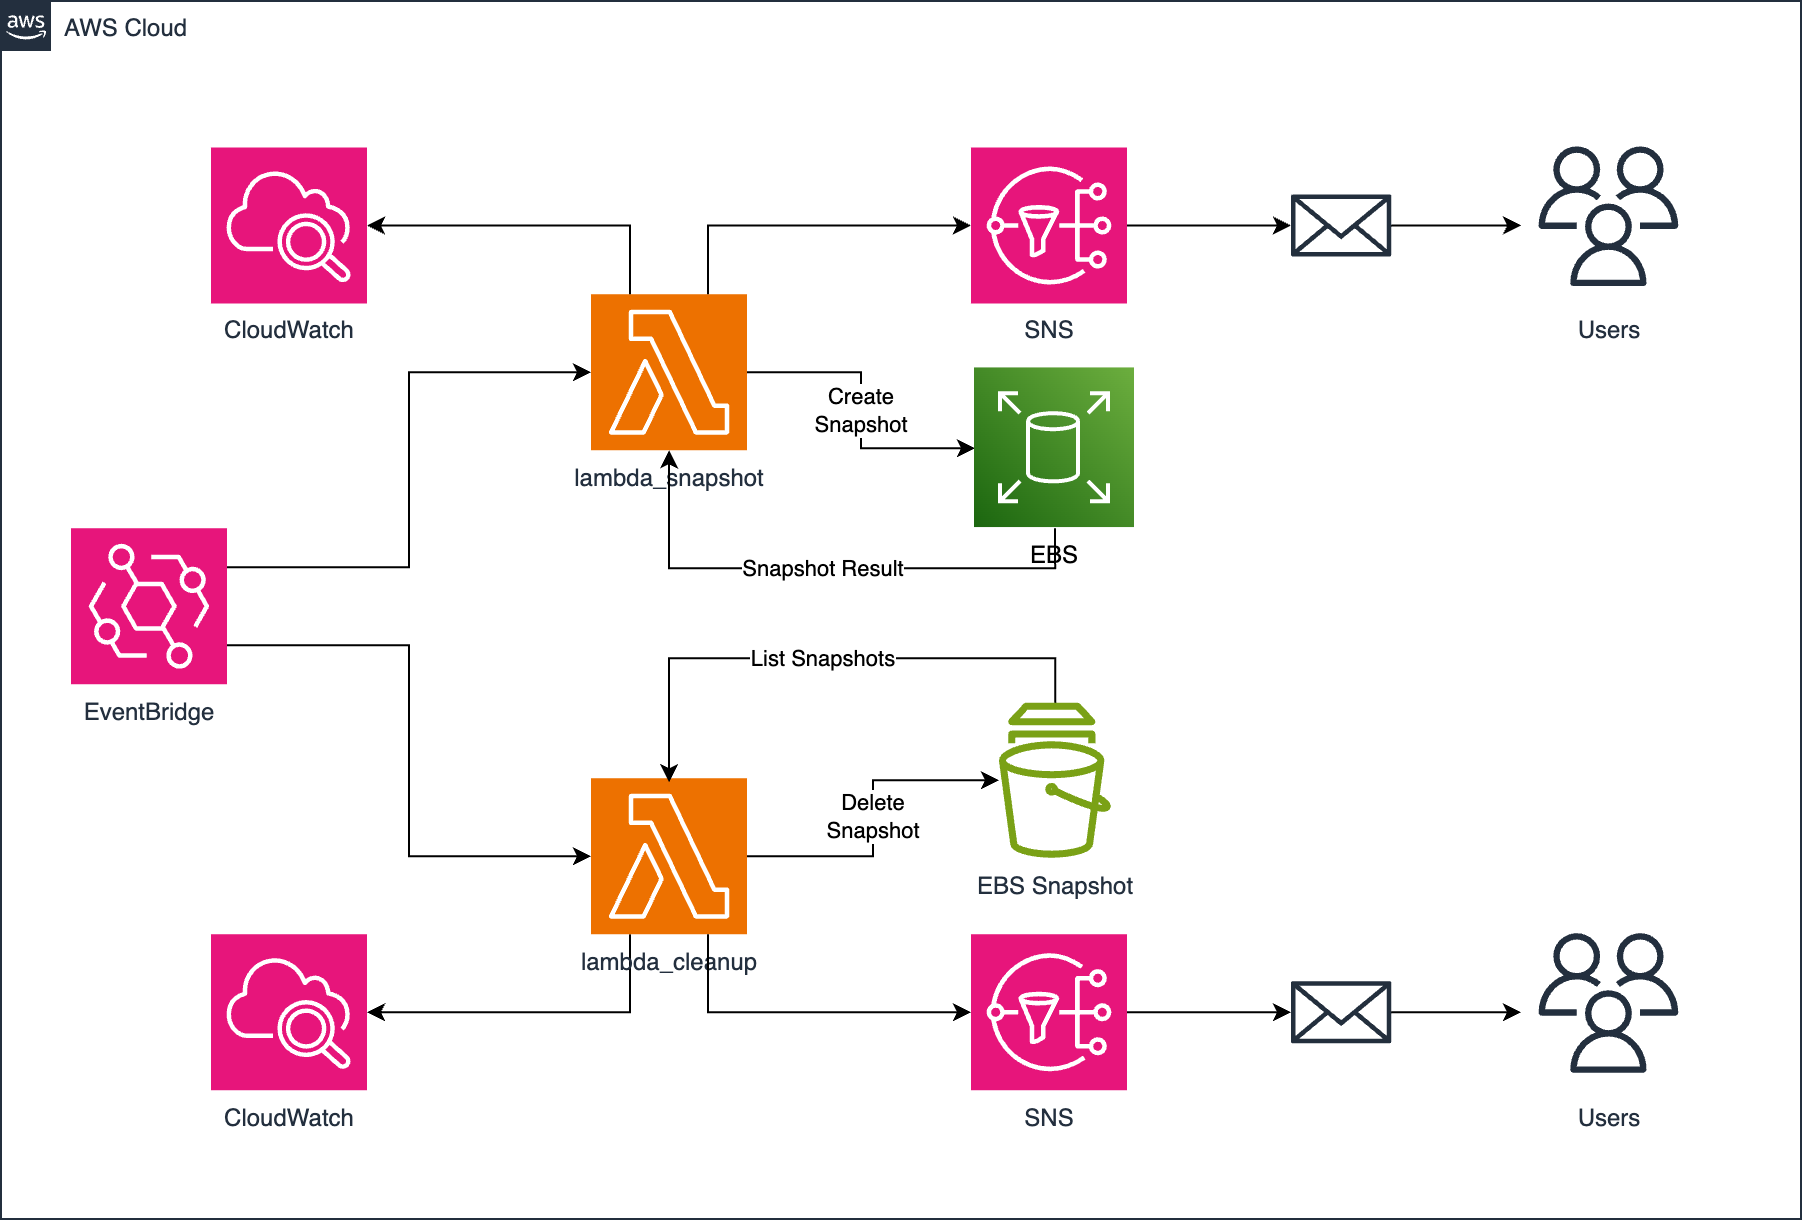 aws
AWS Cloud
CloudWatch
SNS
Users
Create
Snapshot
lambda_snapshot
EBS
Snapshot Result
EventBridge
List Snapshots
Delete
Snapshot
EBS Snapshot
lambda_cleanup
CloudWatch
SNS
Users